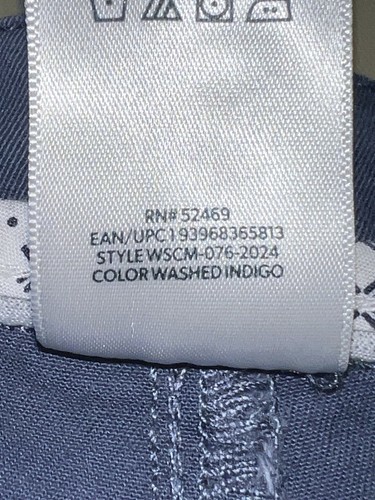 RN# 52469
EAN/UPC 193968365813
STYLE WSCM-076-2024
COLOR WASHED INDIGO